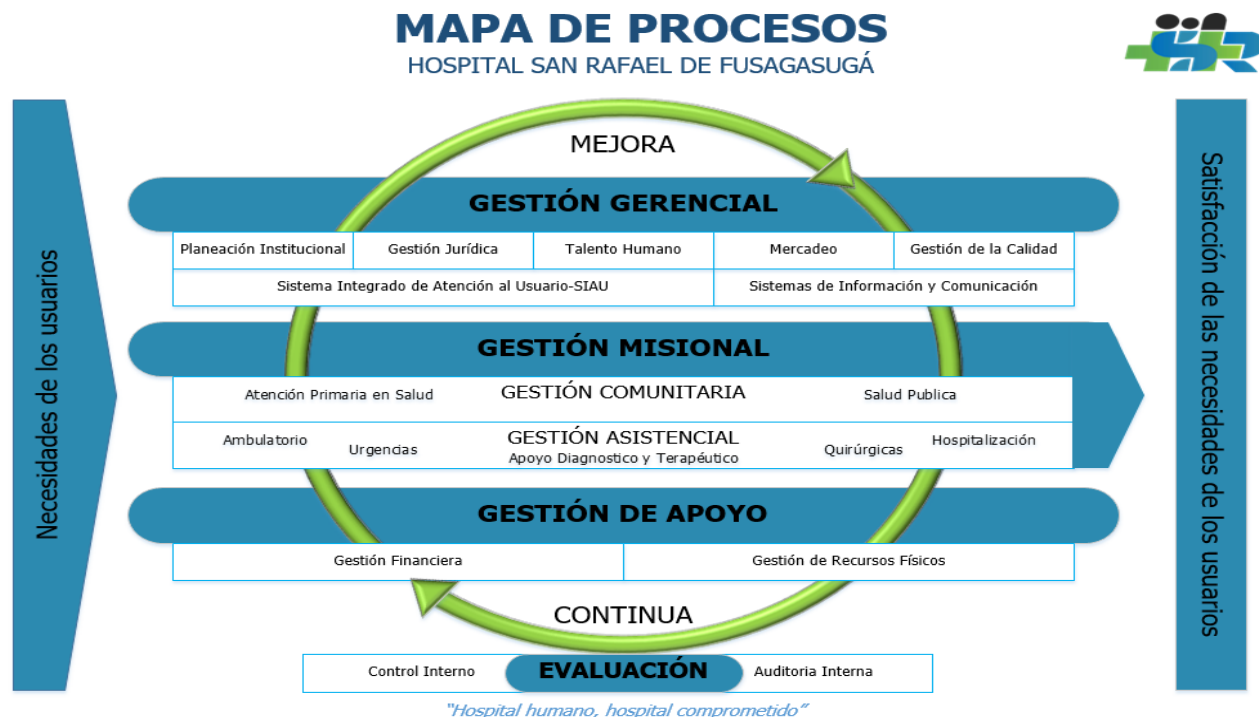 MAPA DE PROCESOS
HOSPITAL SAN RAFAEL DE FUSAGASUGÁ
SR
Necesidades de los usuarios
MEJORA
GESTIÓN GERENCIAL
Planeación Institucional
Gestión Jurídica
Talento Humano
Mercadeo
Gestión de la Calidad
Sistema Integrado de Atención al Usuario-SIAU
Sistemas de Información y Comunicación
GESTIÓN MISIONAL
Atención Primaria en Salud
GESTIÓN COMUNITARIA
Salud Publica
Ambulatorio
Urgencias
GESTIÓN ASISTENCIAL
Apoyo Diagnostico y Terapéutico
Quirúrgicas
Hospitalización
GESTIÓN DE APOYO
Gestión Financiera
Gestión de Recursos Físicos
CONTINUA
Control Interno
EVALUACIÓN
Auditoria Interna
"Hospital humano, hospital comprometido"
Satisfacción de las necesidades de los usuarios